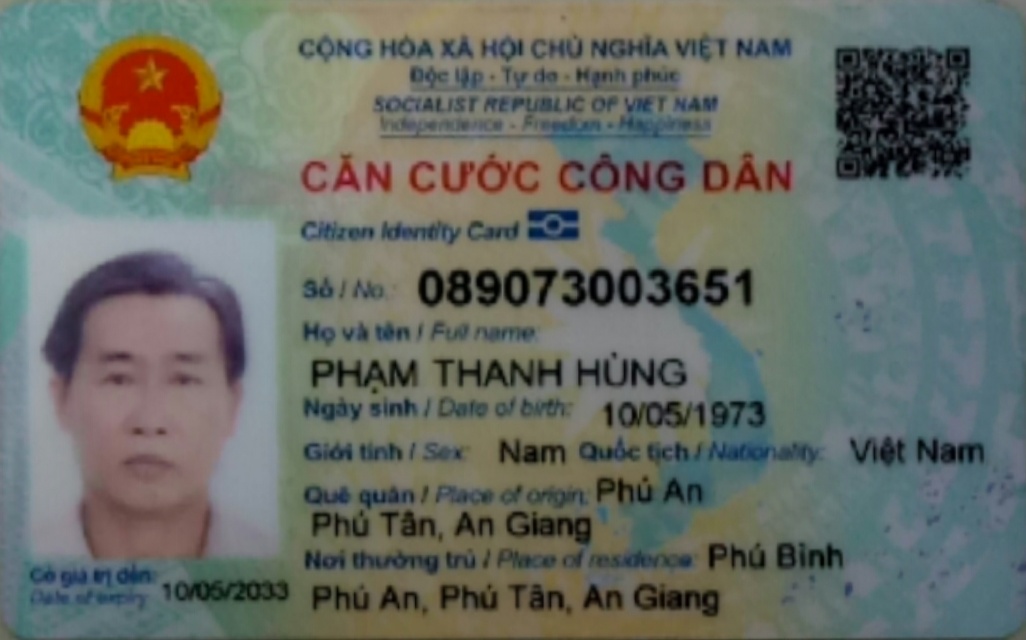 CỘNG HÒA XÃ HỘI CHỦ NGHĨA VIỆT NAM
Độc lập - Tự do - Hạnh phúc
SOCIALIST REPUBLIC OF VIET NAM
Independence - Freedom - Happiness
CĂN CƯỚC CÔNG DÂN
Citizen Identity Card
Số / No.: 089073003651
Họ và tên / Full name:
PHẠM THANH HÙNG
Ngày sinh / Date of birth: 10/05/1973
Giới tính / Sex: Nam Quốc tịch / Nationality: Việt Nam
Quê quán / Place of origin: Phú An
Phú Tân, An Giang
Nơi thường trú / Place of residence: Phú Bình
Phú An, Phú Tân, An Giang
Có giá trị đến: 10/05/2033
Date of expiry